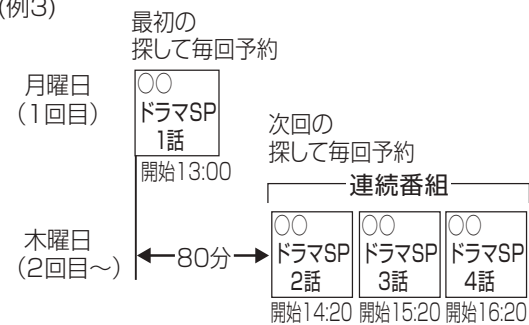 (例3)
最初の
探して毎回予約
月曜日
(1回目)
○○
ドラマSP
1話
開始13:00
次回の
探して毎回予約
連続番組
木曜日
(2回目~)
80分
○○
ドラマSP
2話
開始14:20
○○
ドラマSP
3話
開始15:20
○○
ドラマSP
4話
開始16:20